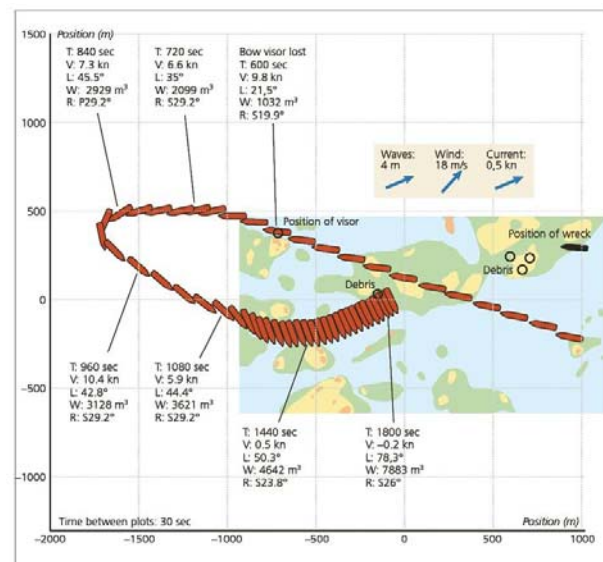 Position (m)
1500
1000
500
0
−500
−1000
T: 840 sec
V: 7.3 kn
L: 45.5°
W: 2929 m³
R: P29.2°
T: 720 sec
V: 6.6 kn
L: 35°
W: 2099 m³
R: S29.2°
Bow visor lost
T: 600 sec
V: 9.8 kn
L: 21,5°
W: 1032 m³
R: S19.9°
Waves:
4 m
Wind:
18 m/s
Current:
0,5 kn
Position of visor
Position of wreck
Debris
Debris
T: 960 sec
V: 10.4 kn
L: 42.8°
W: 3128 m³
R: S29.2°
T: 1080 sec
V: 5.9 kn
L: 44.4°
W: 3621 m³
R: S29.2°
T: 1440 sec
V: 0.5 kn
L: 50.3°
W: 4642 m³
R: S23.8°
T: 1800 sec
V: −0.2 kn
L: 78,3°
W: 7883 m³
R: S26°
Time between plots: 30 sec
Position (m)
−2000 −1500 −1000 −500 0 500 1000